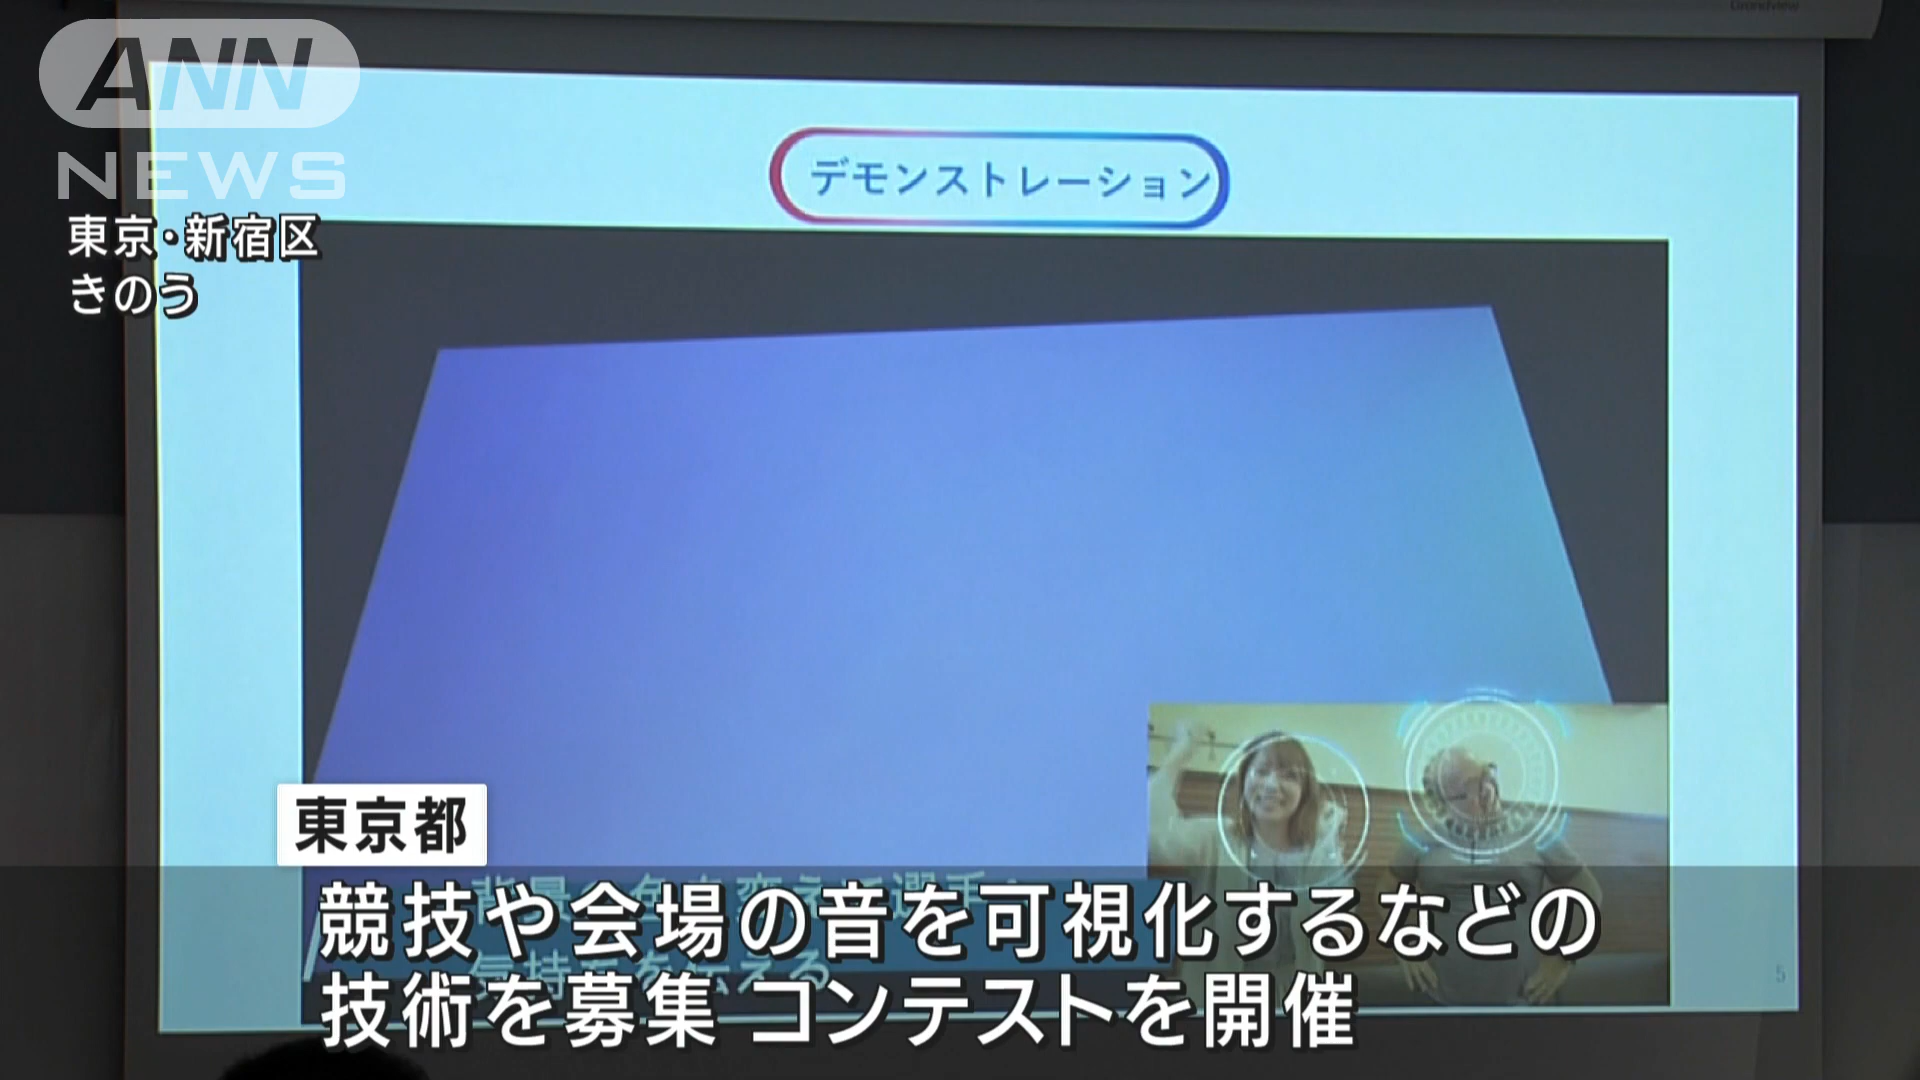 Grandview
ANN
NEWS
東京・新宿区
きのう
デモンストレーション
東京都
競技や会場の音を可視化するなどの
技術を募集 コンテストを開催
5